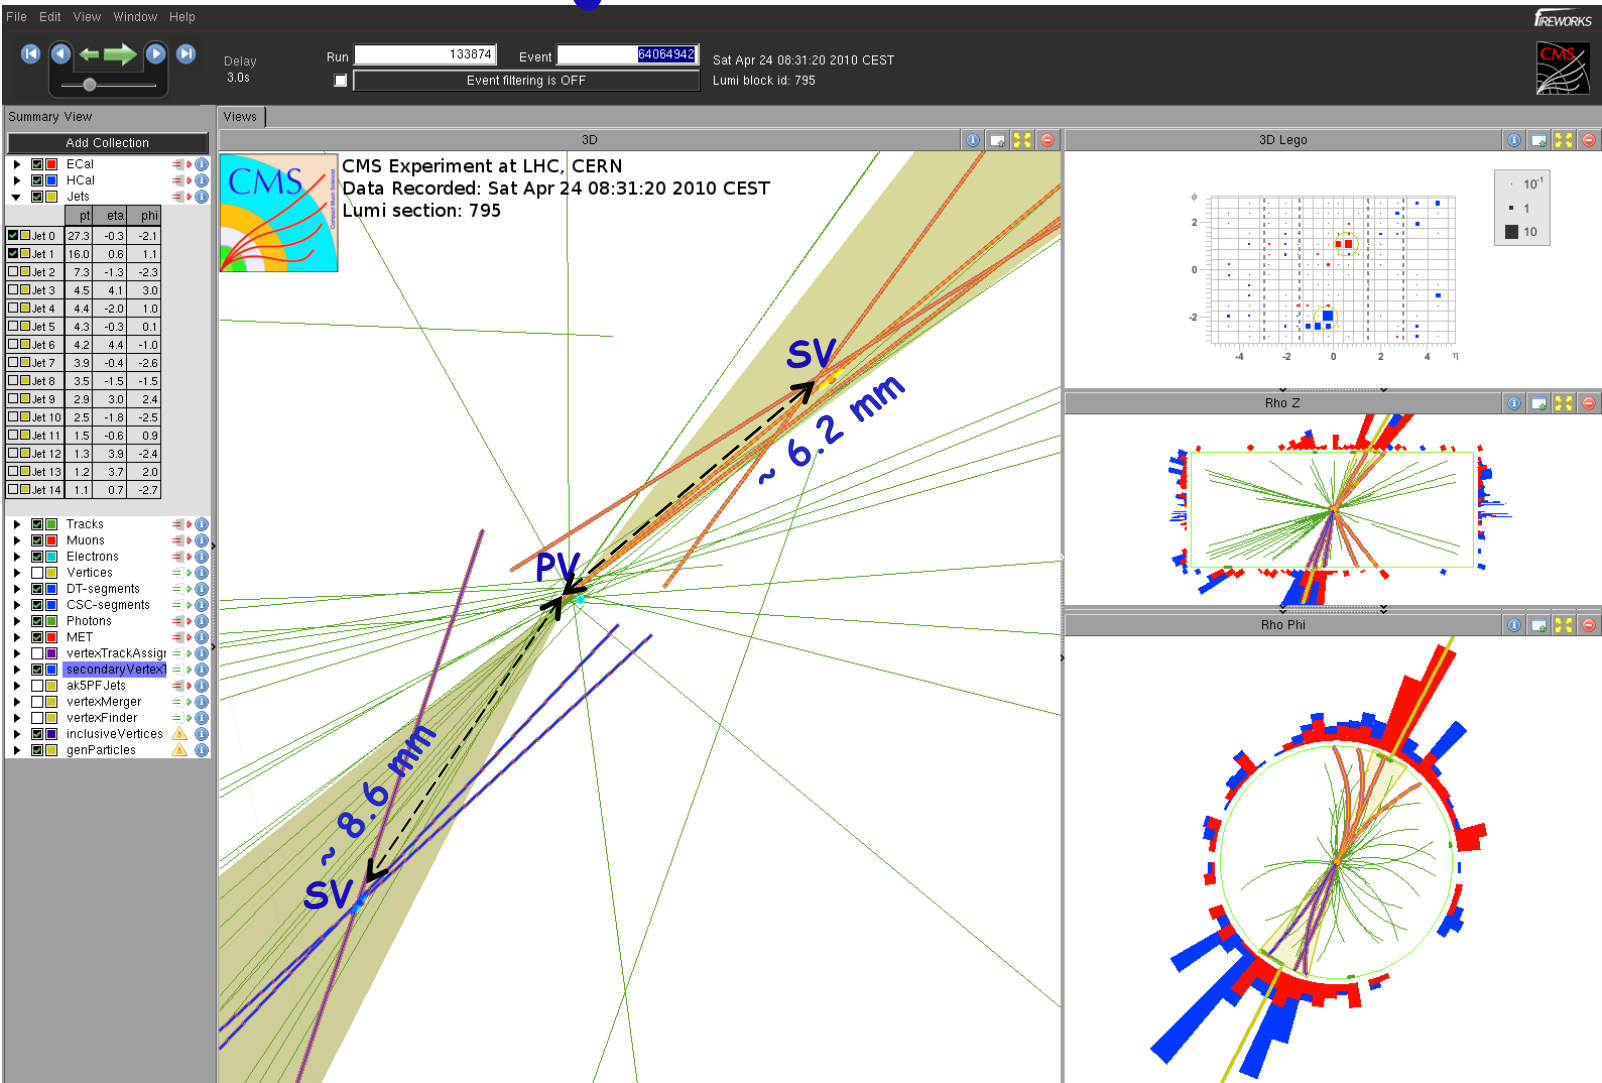 File Edit View Window Help
fireworks
Delay
3.0s
Run 133874 Event 64064942
Event filtering is OFF
Sat Apr 24 08:31:20 2010 CEST
Lumi block id: 795
CMS
Summary View
Add Collection
ECal
HCal
Jets
pt eta phi
Jet 0 27.3 -0.3 -2.1
Jet 1 16.0 0.6 1.1
Jet 2 7.3 -1.3 -2.3
Jet 3 4.5 4.1 3.0
Jet 4 4.4 -2.0 1.0
Jet 5 4.3 -0.3 0.1
Jet 6 4.2 4.4 -1.0
Jet 7 3.9 -0.4 -2.6
Jet 8 3.5 -1.5 -1.5
Jet 9 2.9 3.0 2.4
Jet 10 2.5 -1.8 -2.5
Jet 11 1.5 -0.6 0.9
Jet 12 1.3 3.9 -2.4
Jet 13 1.2 3.7 2.0
Jet 14 1.1 0.7 -2.7
Tracks
Muons
Electrons
Vertices
DT-segments
CSC-segments
Photons
MET
vertexTrackAssigr
secondaryVertexT
ak5PFJets
vertexMerger
vertexFinder
inclusiveVertices
genParticles
Views
3D
CMS
CMS Experiment at LHC, CERN
Data Recorded: Sat Apr 24 08:31:20 2010 CEST
Lumi section: 795
SV
~ 6.2 mm
PV
~ 8.6 mm
SV
3D Lego
10-1
1
10
φ
2
0
-2
-4 -2 0 2 4 η
Rho Z
Rho Phi